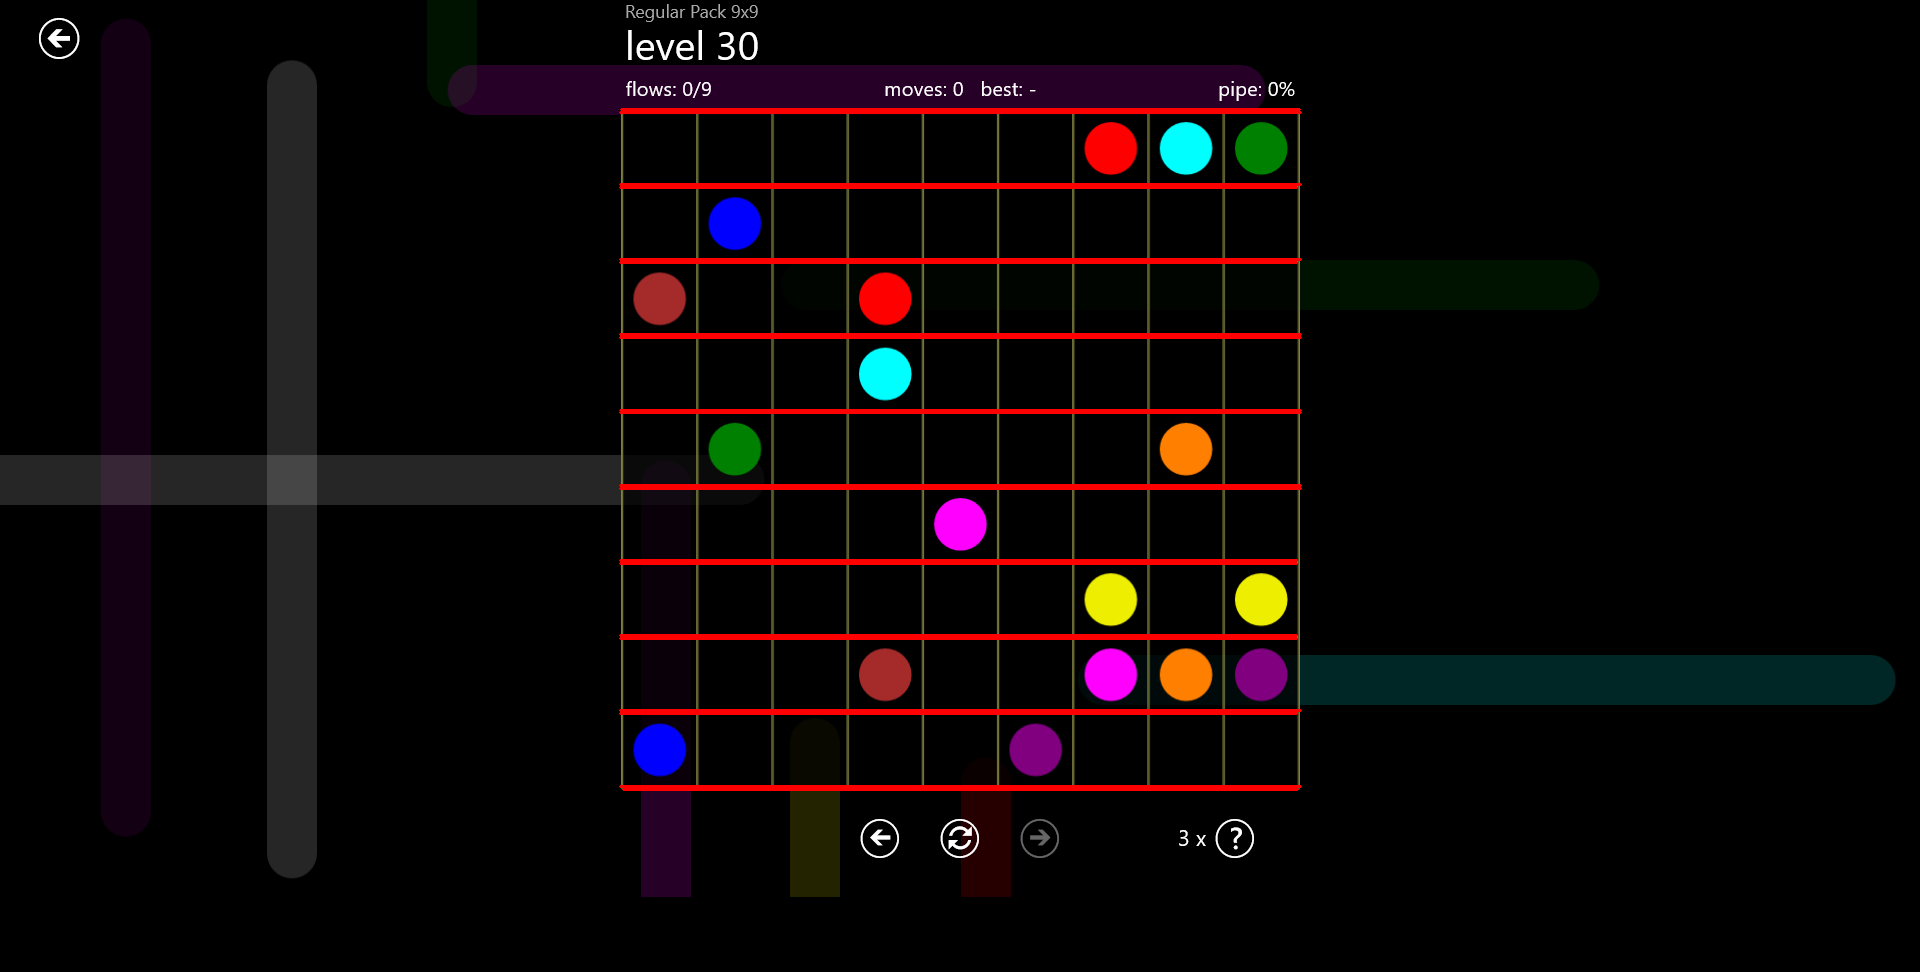 Regular Pack 9x9
level 30
flows: 0/9 moves: 0 best: - pipe: 0%
3 x ?